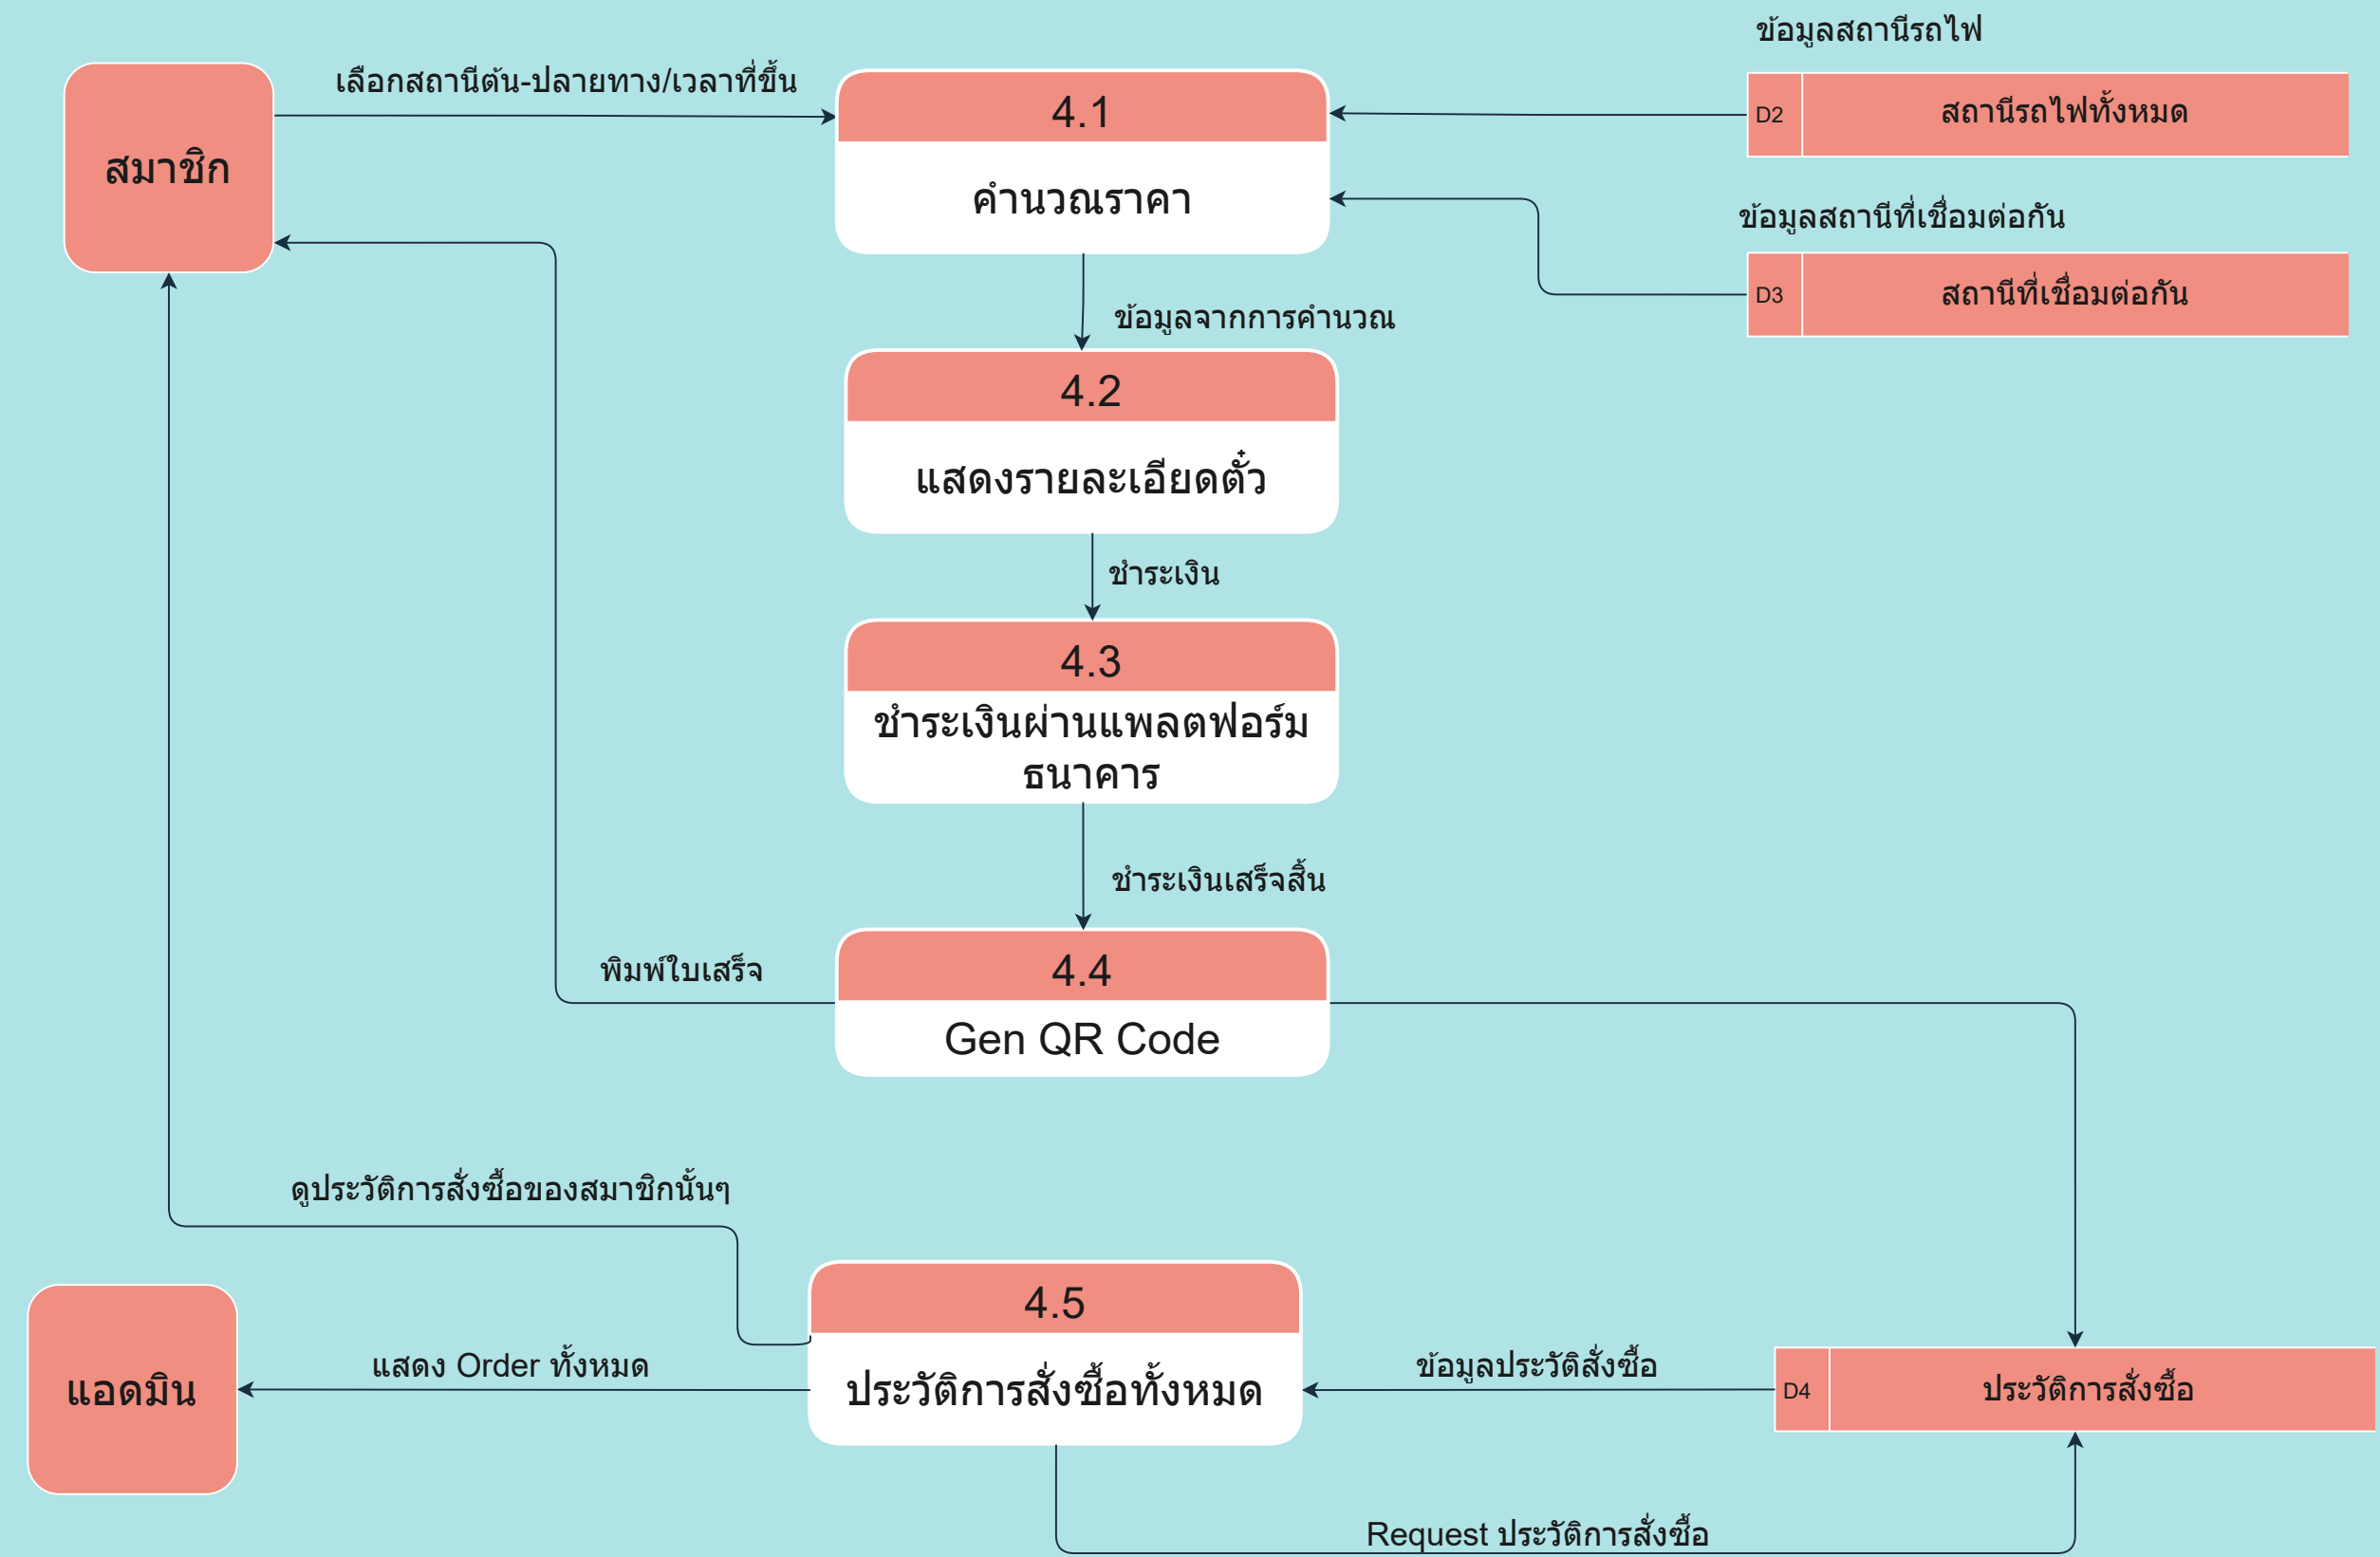 ข้อมูลสถานีรถไฟ
เลือกสถานีต้น-ปลายทาง/เวลาที่ขึ้น
4.1
D2
สถานีรถไฟทั้งหมด
สมาชิก
คำนวณราคา
ข้อมูลสถานีที่เชื่อมต่อกัน
D3
สถานีที่เชื่อมต่อกัน
ข้อมูลจากการคำนวณ
4.2
แสดงรายละเอียดตั๋ว
ชำระเงิน
4.3
ชำระเงินผ่านแพลตฟอร์ม
ธนาคาร
ชำระเงินเสร็จสิ้น
พิมพ์ใบเสร็จ
4.4
Gen QR Code
ดูประวัติการสั่งซื้อของสมาชิกนั้นๆ
4.5
แสดง Order ทั้งหมด
ข้อมูลประวัติสั่งซื้อ
แอดมิน
ประวัติการสั่งซื้อทั้งหมด
D4
ประวัติการสั่งซื้อ
Request ประวัติการสั่งซื้อ